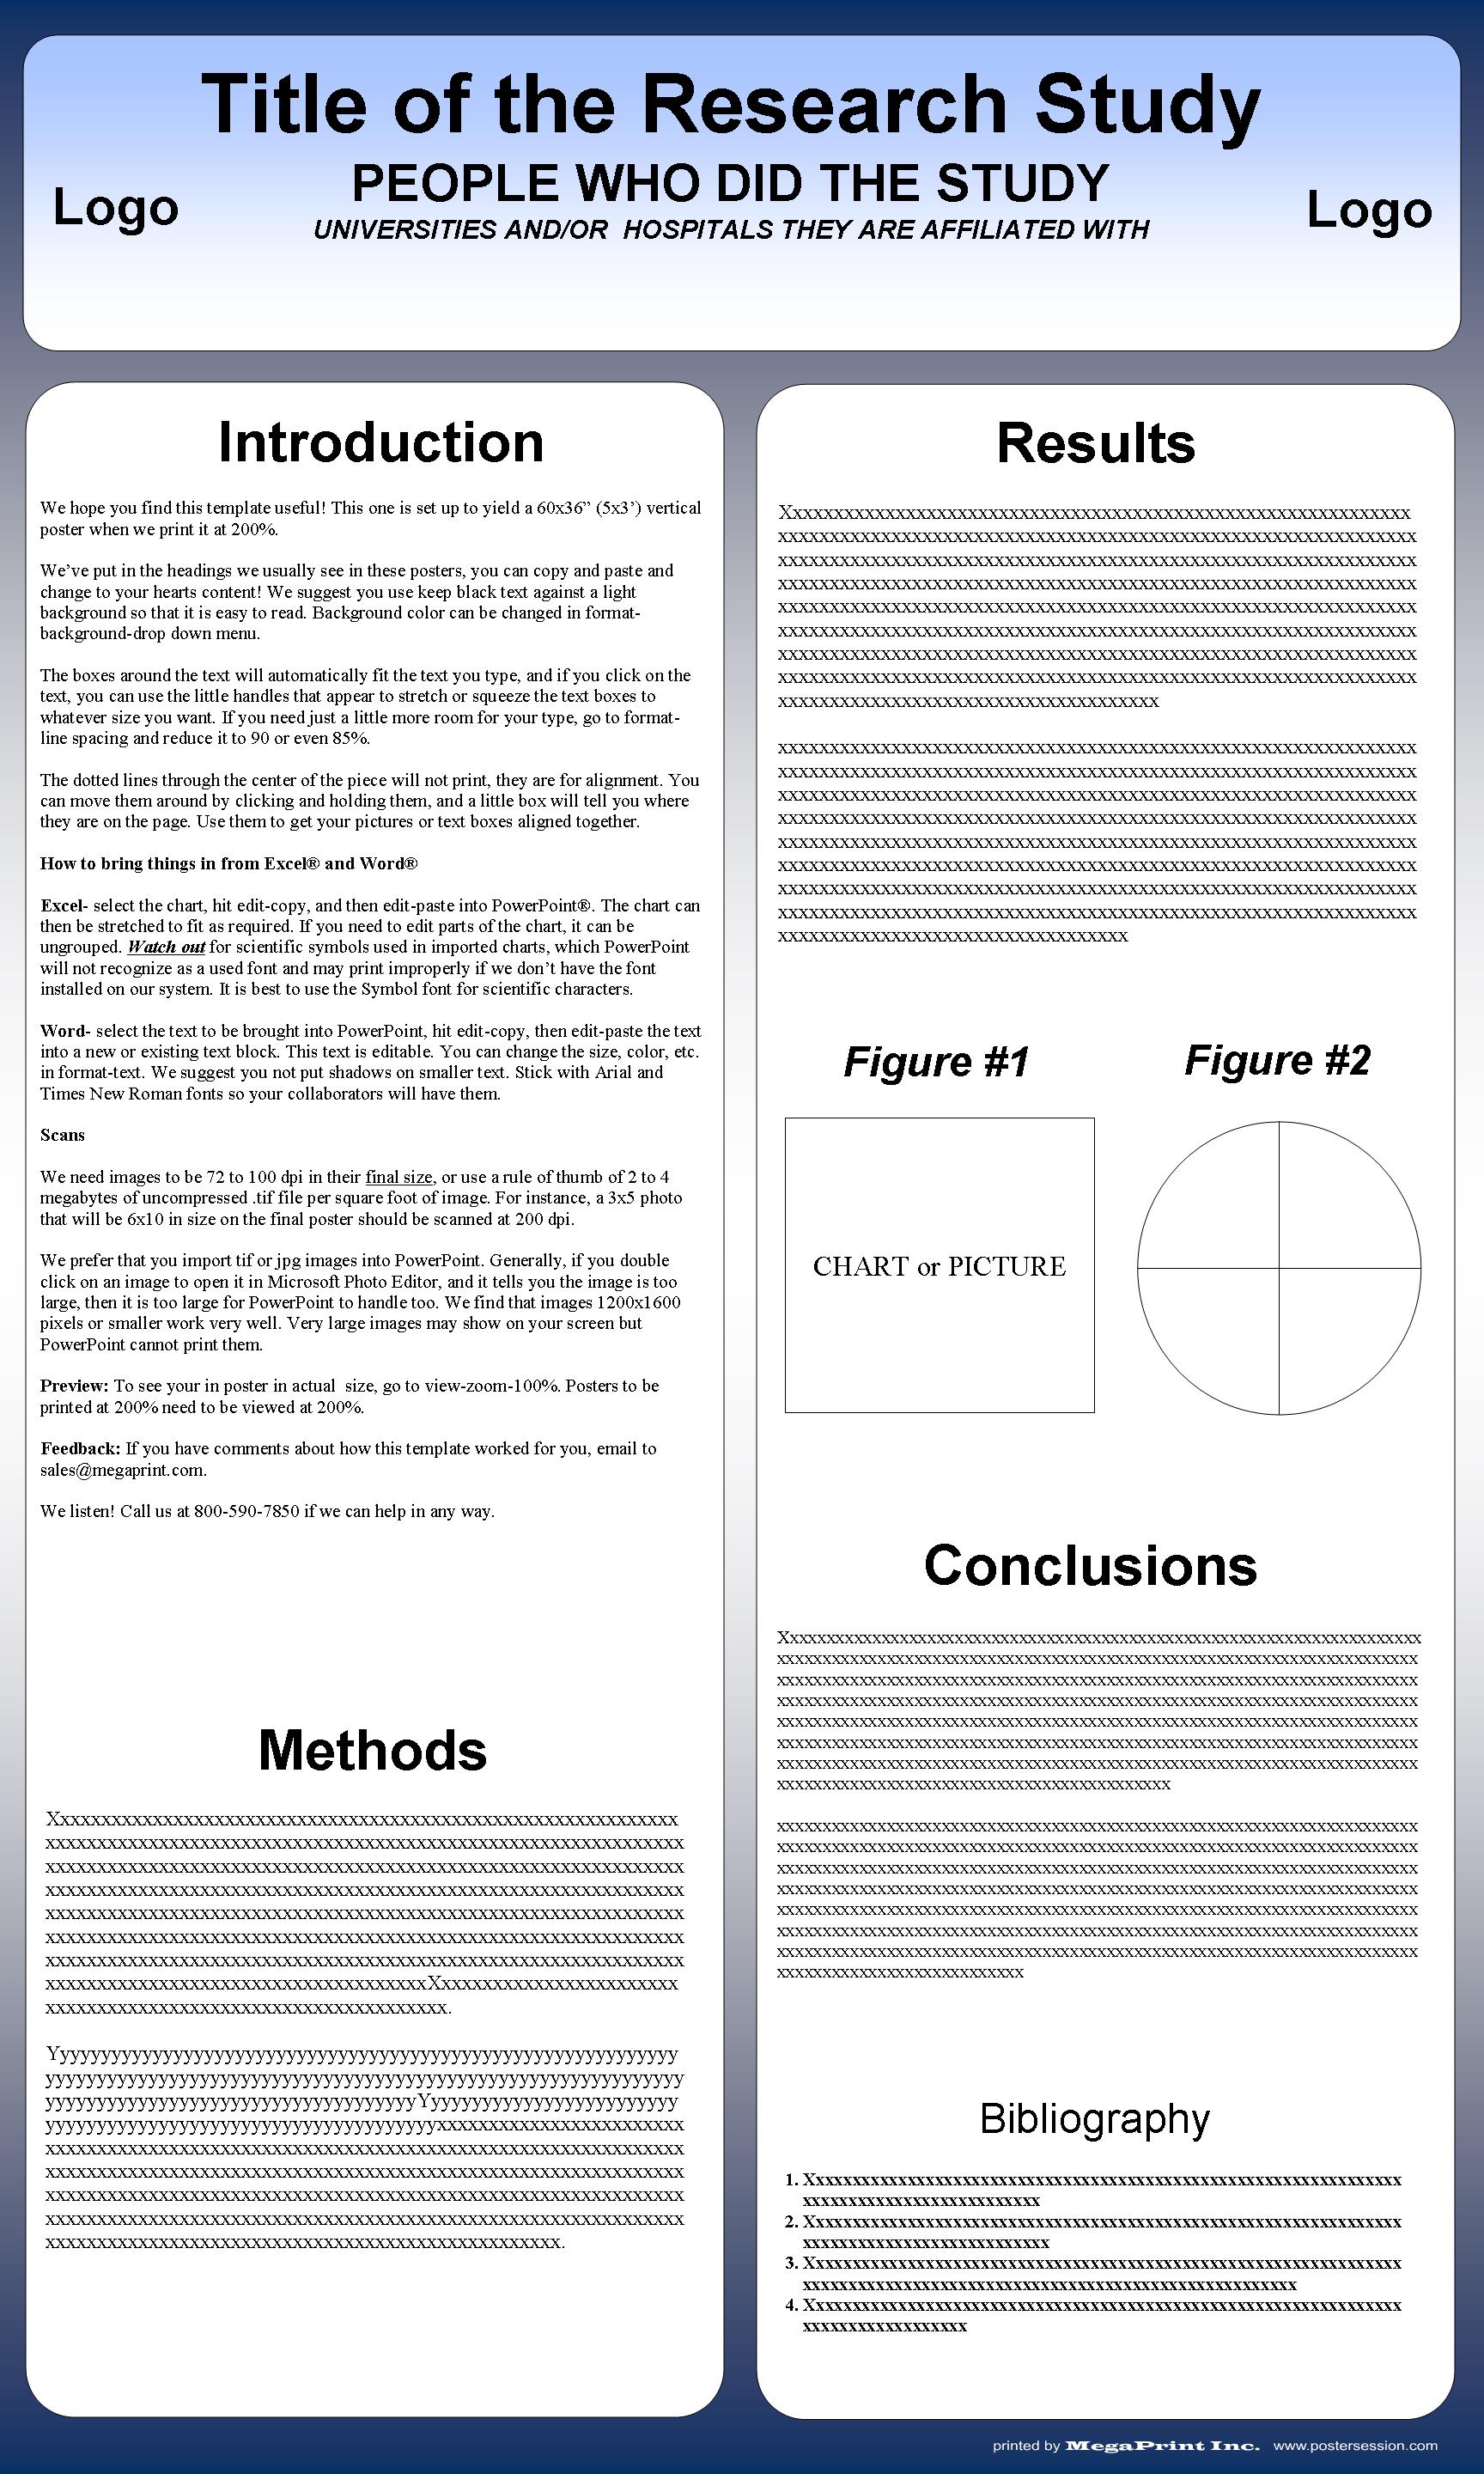 Title of the Research Study
PEOPLE WHO DID THE STUDY
Logo
Logo
UNIVERSITIES AND/OR HOSPITALS THEY ARE AFFILIATED WITH
Introduction
We hope you find this template useful! This one is set up to yield a 60x36” (5x3’) vertical
poster when we print it at 200%.
We’ve put in the headings we usually see in these posters, you can copy and paste and
change to your hearts content! We suggest you use keep black text against a light
background so that it is easy to read. Background color can be changed in format-
background-drop down menu.
The boxes around the text will automatically fit the text you type, and if you click on the
text, you can use the little handles that appear to stretch or squeeze the text boxes to
whatever size you want. If you need just a little more room for your type, go to format-
line spacing and reduce it to 90 or even 85%.
The dotted lines through the center of the piece will not print, they are for alignment. You
can move them around by clicking and holding them, and a little box will tell you where
they are on the page. Use them to get your pictures or text boxes aligned together.
How to bring things in from Excel® and Word®
Excel- select the chart, hit edit-copy, and then edit-paste into PowerPoint®. The chart can
then be stretched to fit as required. If you need to edit parts of the chart, it can be
ungrouped. Watch out for scientific symbols used in imported charts, which PowerPoint
will not recognize as a used font and may print improperly if we don’t have the font
installed on our system. It is best to use the Symbol font for scientific characters.
Word- select the text to be brought into PowerPoint, hit edit-copy, then edit-paste the text
into a new or existing text block. This text is editable. You can change the size, color, etc.
in format-text. We suggest you not put shadows on smaller text. Stick with Arial and
Times New Roman fonts so your collaborators will have them.
Scans
We need images to be 72 to 100 dpi in their final size, or use a rule of thumb of 2 to 4
megabytes of uncompressed .tif file per square foot of image. For instance, a 3x5 photo
that will be 6x10 in size on the final poster should be scanned at 200 dpi.
We prefer that you import tif or jpg images into PowerPoint. Generally, if you double
click on an image to open it in Microsoft Photo Editor, and it tells you the image is too
large, then it is too large for PowerPoint to handle too. We find that images 1200x1600
pixels or smaller work very well. Very large images may show on your screen but
PowerPoint cannot print them.
Preview: To see your in poster in actual size, go to view-zoom-100%. Posters to be
printed at 200% need to be viewed at 200%.
Feedback: If you have comments about how this template worked for you, email to
sales@megaprint.com.
We listen! Call us at 800-590-7850 if we can help in any way.
Methods
Results
Figure #1
Figure #2
CHART or PICTURE
Conclusions
Bibliography
1.
2.
3.
4.
printed by MegaPrint Inc. www.postersession.com